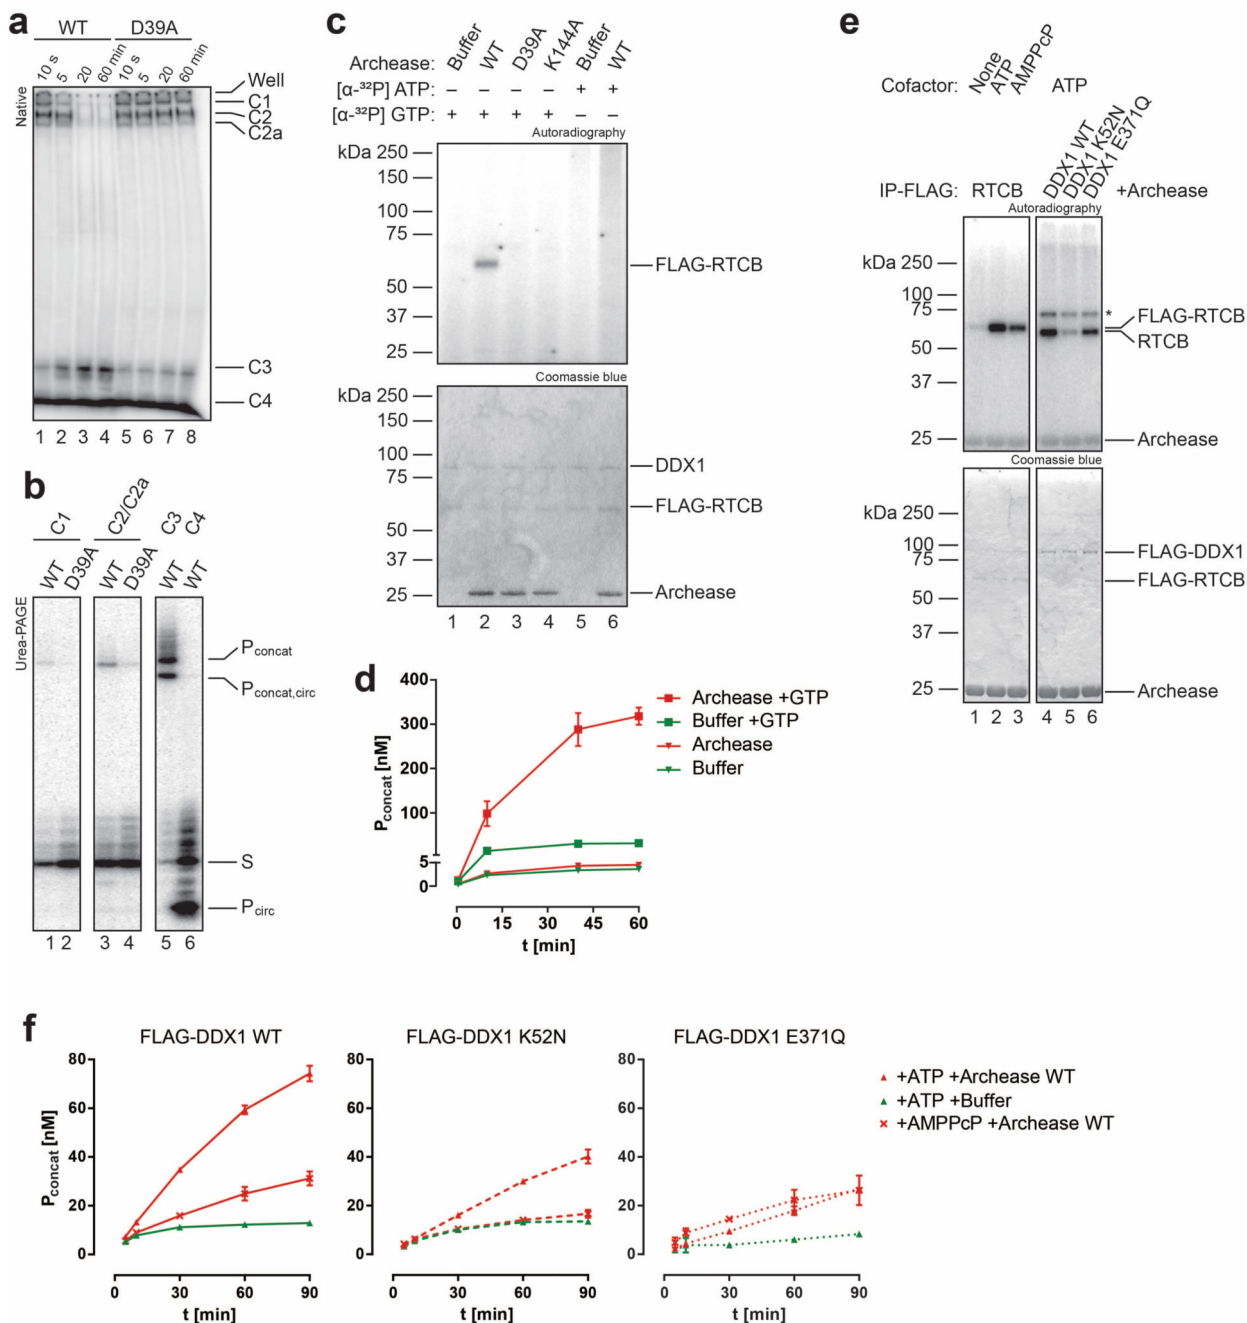 a
WT D39A
10 s 5 20 60 min 10 s 5 20 60 min
Native
Well
C1
C2
C2a
C3
C4
1 2 3 4 5 6 7 8
b
C1 C2/C2a C3 C4
WT D39A WT D39A WT WT
Urea-PAGE
Pconcat
Pconcat,circ
S
Pcirc
1 2 3 4 5 6
c
Archease: Buffer WT D39A K144A Buffer WT
[α-³²P] ATP: – – – – + +
[α-³²P] GTP: + + + + – –
Autoradiography
kDa 250
150
100
75
50
37
25
FLAG-RTCB
Coomassie blue
kDa 250
150
100
75
50
37
25
DDX1
FLAG-RTCB
Archease
1 2 3 4 5 6
d
400
300
200
100
5
0
Pconcat [nM]
0 15 30 45 60
t [min]
Archease +GTP
Buffer +GTP
Archease
Buffer
e
Cofactor: None ATP AMPPcP ATP
IP-FLAG: RTCB DDX1 WT DDX1 K52N DDX1 E371Q +Archease
Autoradiography
kDa 250
100
75
50
37
25
*
FLAG-RTCB
RTCB
Archease
Coomassie blue
kDa 250
100
75
50
37
25
FLAG-DDX1
FLAG-RTCB
Archease
1 2 3 4 5 6
f
FLAG-DDX1 WT
80
60
40
20
0
Pconcat [nM]
0 30 60 90
t [min]
FLAG-DDX1 K52N
80
60
40
20
0
0 30 60 90
t [min]
FLAG-DDX1 E371Q
80
60
40
20
0
0 30 60 90
t [min]
+ATP +Archease WT
+ATP +Buffer
+AMPPcP +Archease WT